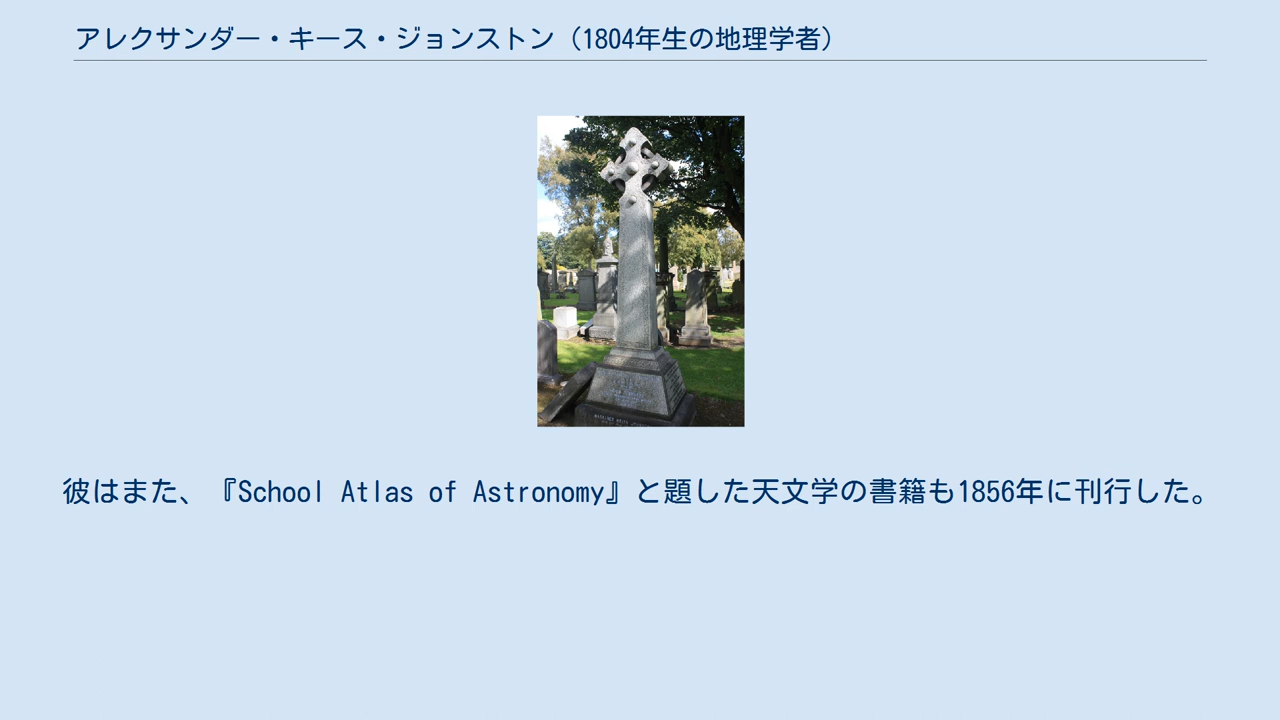 アレクサンダー・キース・ジョンストン（1804年生の地理学者）
彼はまた、『School Atlas of Astronomy』と題した天文学の書籍も1856年に刊行した。